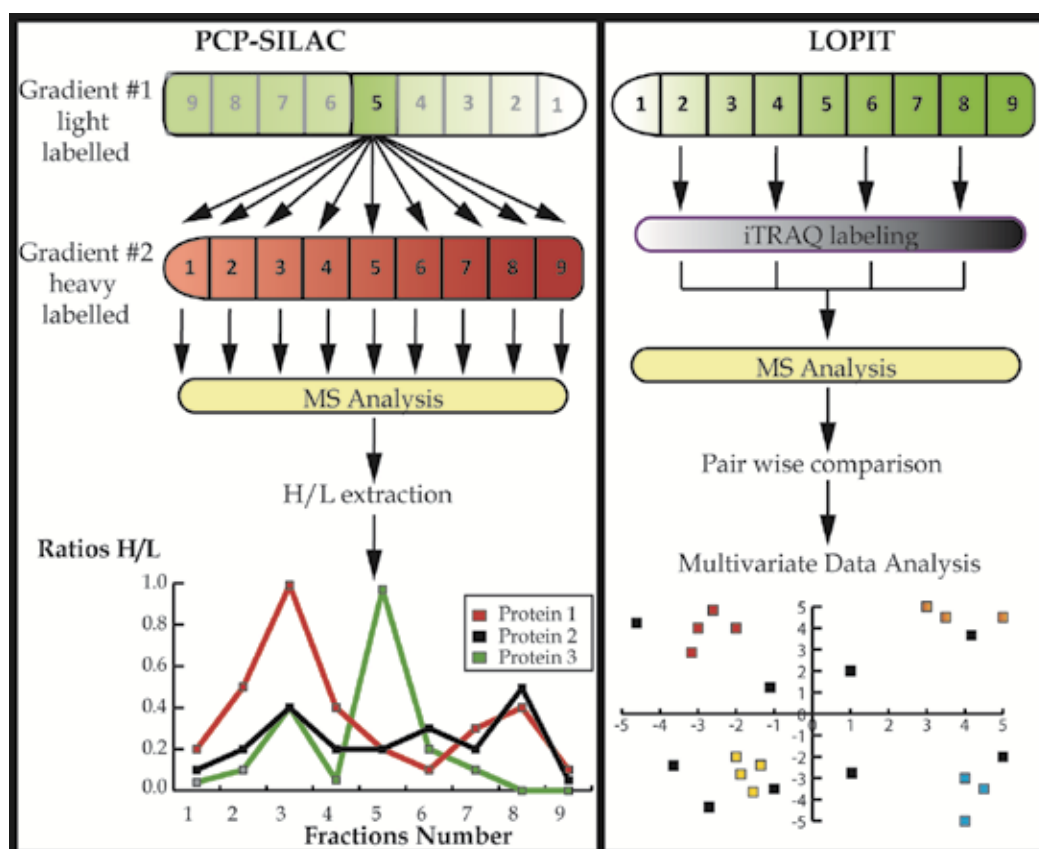 PCP-SILAC
Gradient #1
light
labelled
9 8 7 6 5 4 3 2 1
Gradient #2
heavy
labelled
1 2 3 4 5 6 7 8 9
MS Analysis
H/L extraction
Ratios H/L
1.0
0.8
0.6
0.4
0.2
0.0
Protein 1
Protein 2
Protein 3
1 2 3 4 5 6 7 8 9
Fractions Number
LOPIT
1 2 3 4 5 6 7 8 9
iTRAQ labeling
MS Analysis
Pair wise comparison
Multivariate Data Analysis
5
4
3
2
1
0
-5 -4 -3 -2 -1 0 1 2 3 4 5
-1
-2
-3
-4
-5